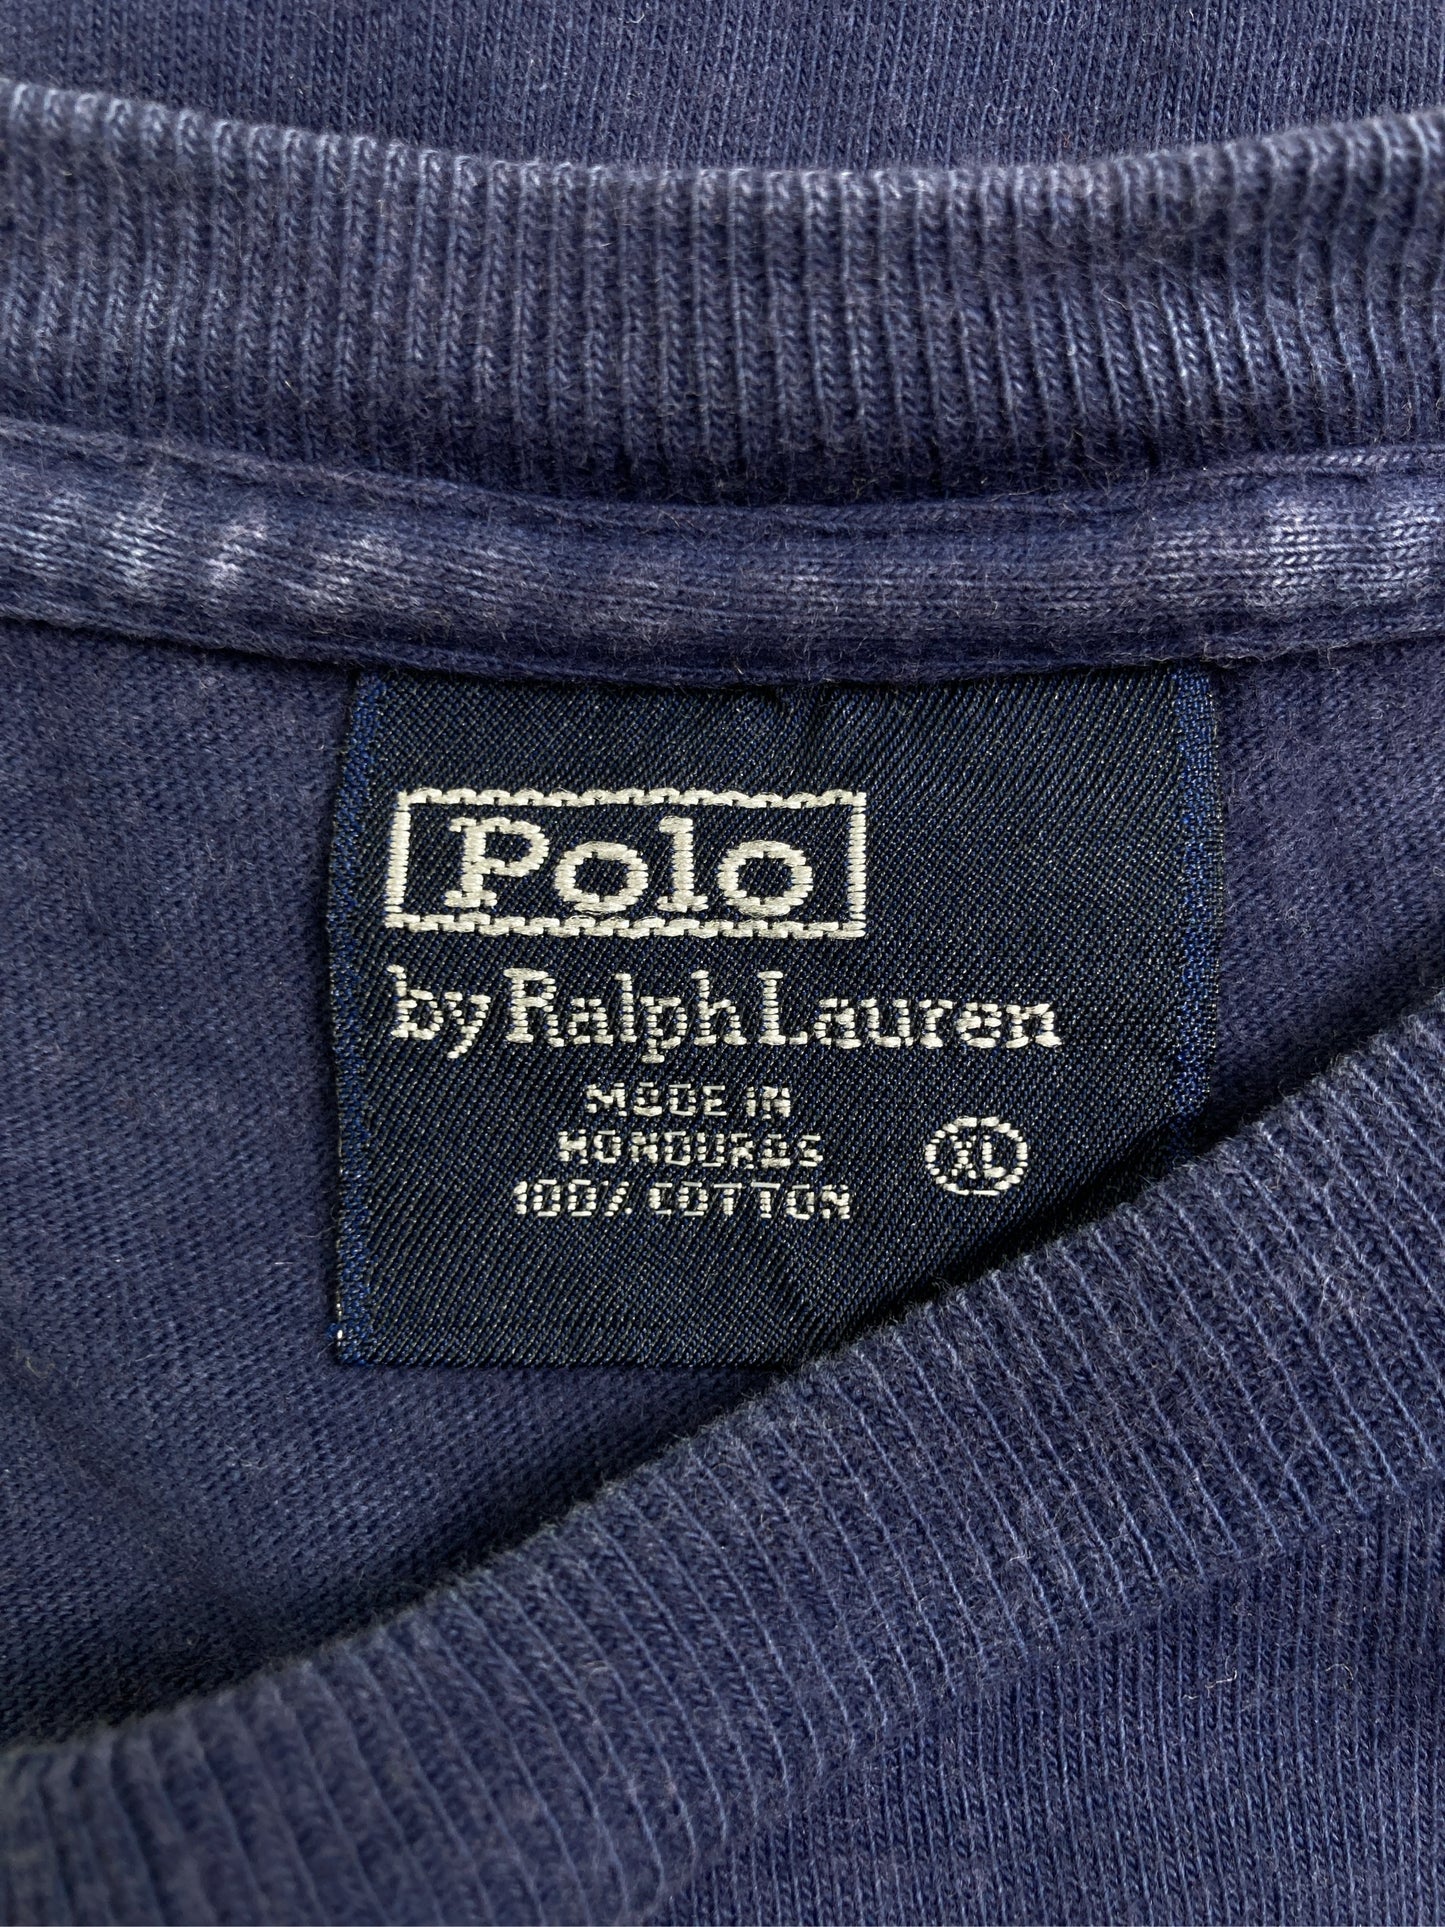 Polo
by Ralph Lauren
MADE IN
HONDURAS
100% COTTON
XL